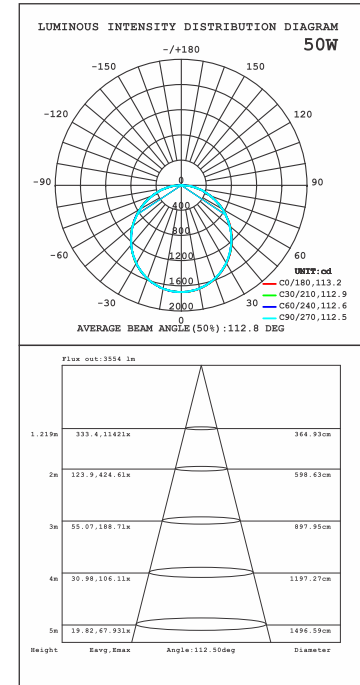 LUMINOUS INTENSITY DISTRIBUTION DIAGRAM
50W
-/+180
-150 150
-120 120
-90 0 90
400
800
-60 1200 60
UNIT:cd
1600 C0/180,113.2
-30 30 C30/210,112.9
2000 C60/240,112.6
0 C90/270,112.5
AVERAGE BEAM ANGLE(50%):112.8 DEG
Flux out:3554 lm
1.219m 333.4,1142lx 364.93cm
2m 123.9,424.6lx 598.63cm
3m 55.07,188.7lx 897.95cm
4m 30.98,106.1lx 1197.27cm
5m 19.82,67.93lx 1496.59cm
Height Eavg,Emax Angle:112.50deg Diameter